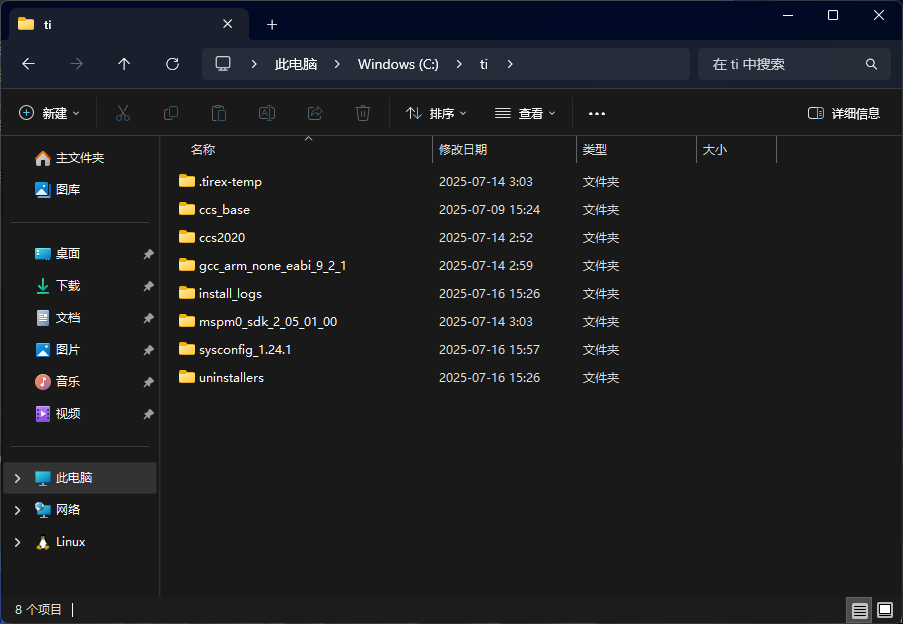 ti
此电脑 Windows (C:) ti
在 ti 中搜索
新建 排序 查看 详细信息
主文件夹
图库
桌面
下载
文档
图片
音乐
视频
此电脑
网络
Linux
名称 修改日期 类型 大小
.tirex-temp 2025-07-14 3:03 文件夹
ccs_base 2025-07-09 15:24 文件夹
ccs2020 2025-07-14 2:52 文件夹
gcc_arm_none_eabi_9_2_1 2025-07-14 2:59 文件夹
install_logs 2025-07-16 15:26 文件夹
mspm0_sdk_2_05_01_00 2025-07-14 3:03 文件夹
sysconfig_1.24.1 2025-07-16 15:57 文件夹
uninstallers 2025-07-16 15:26 文件夹
8 个项目